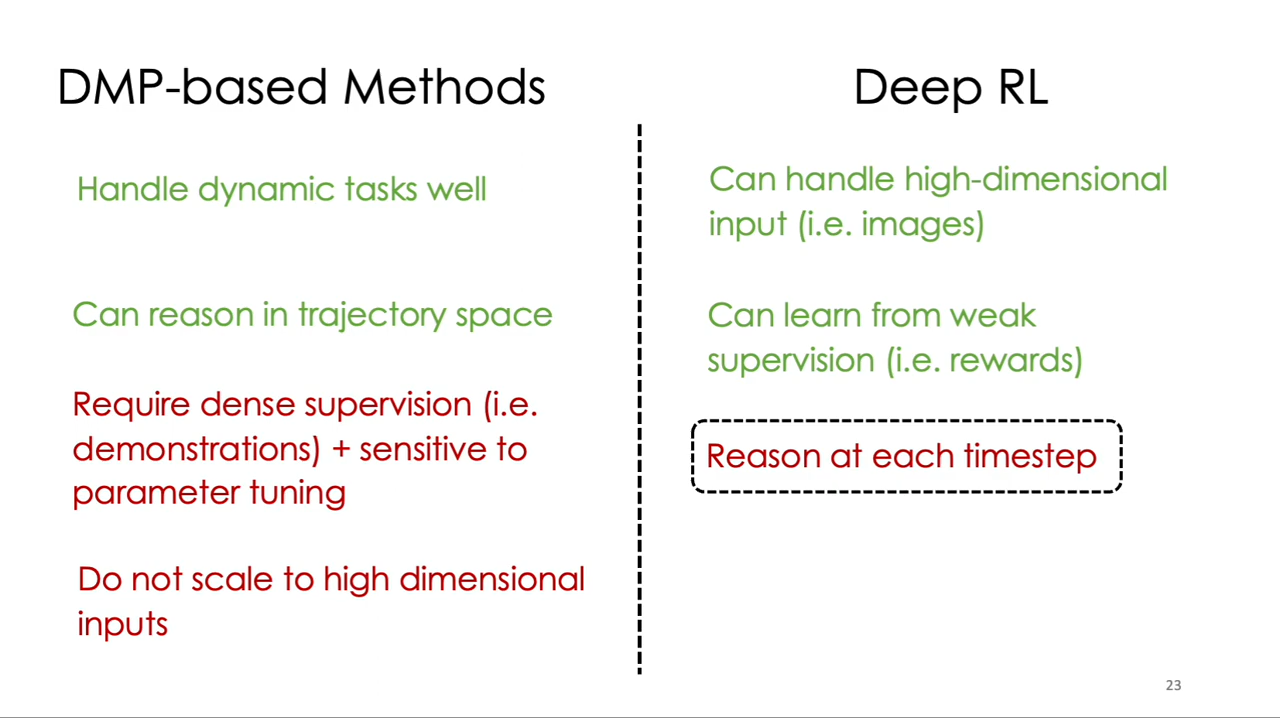 DMP-based Methods
Handle dynamic tasks well
Can reason in trajectory space
Require dense supervision (i.e.
demonstrations) + sensitive to
parameter tuning
Do not scale to high dimensional
inputs
Deep RL
Can handle high-dimensional
input (i.e. images)
Can learn from weak
supervision (i.e. rewards)
Reason at each timestep
23